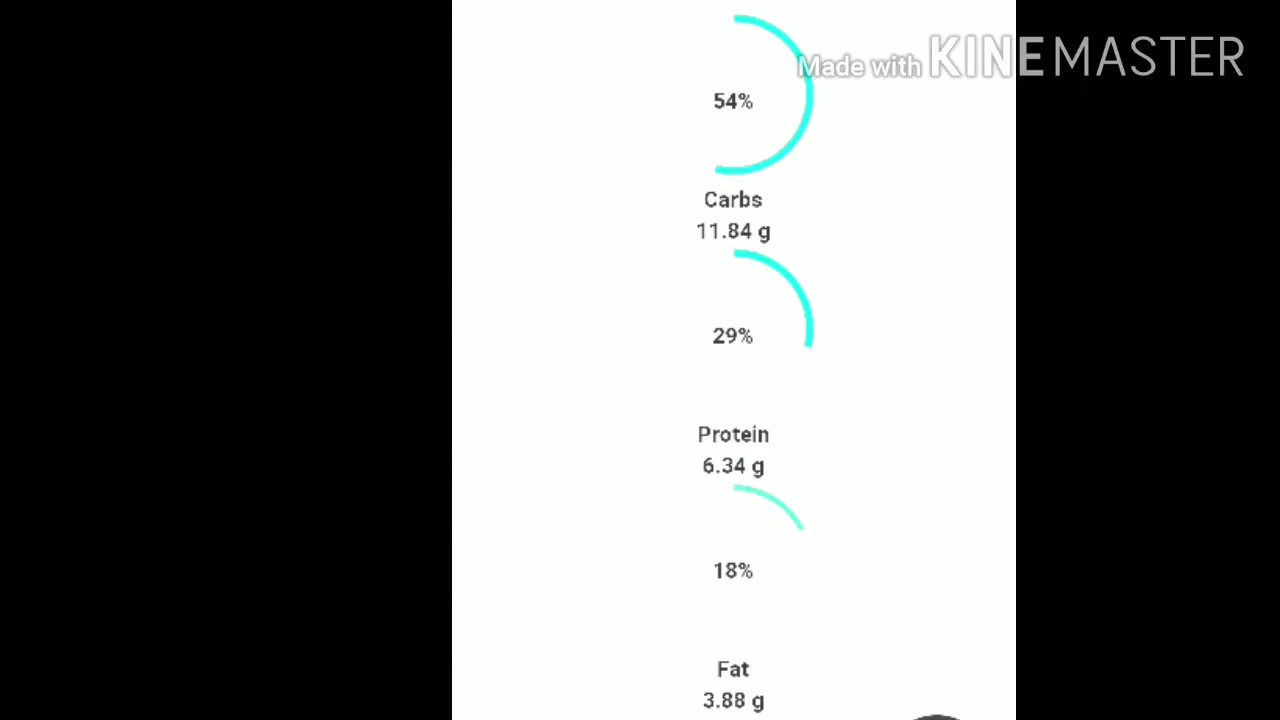 Made with KINEMASTER
54%
Carbs
11.84 g
29%
Protein
6.34 g
18%
Fat
3.88 g